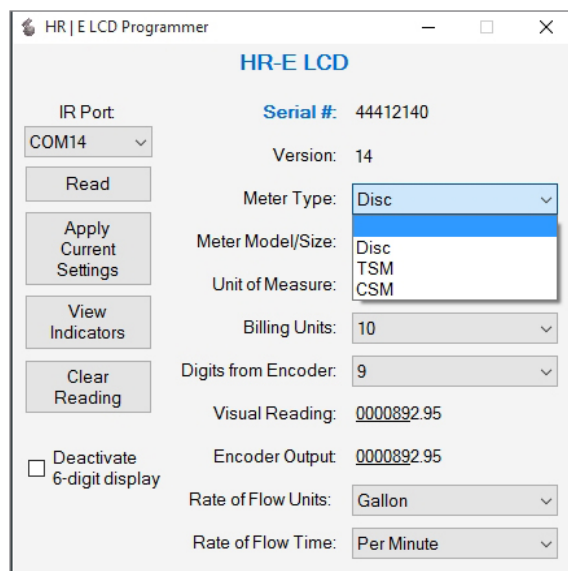 HR | E LCD Programmer
HR-E LCD
IR Port
COM14
Read
Apply
Current
Settings
View
Indicators
Clear
Reading
Deactivate
6-digit display
Serial #: 44412140
Version: 14
Meter Type: Disc
Disc
TSM
CSM
Meter Model/Size:
Unit of Measure:
Billing Units: 10
Digits from Encoder: 9
Visual Reading: 0000892.95
Encoder Output: 0000892.95
Rate of Flow Units: Gallon
Rate of Flow Time: Per Minute